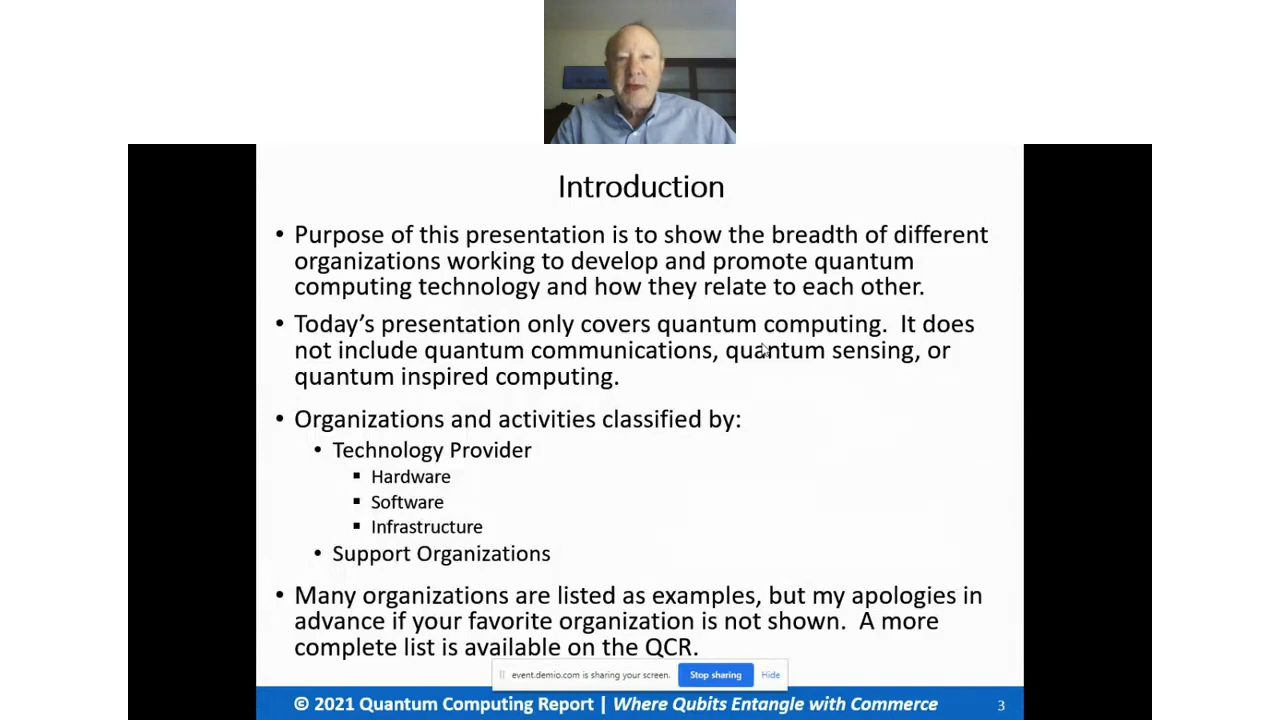 Introduction
• Purpose of this presentation is to show the breadth of different
organizations working to develop and promote quantum
computing technology and how they relate to each other.
• Today's presentation only covers quantum computing.  It does
not include quantum communications, quantum sensing, or
quantum inspired computing.
• Organizations and activities classified by:
• Technology Provider
▪ Hardware
▪ Software
▪ Infrastructure
• Support Organizations
• Many organizations are listed as examples, but my apologies in
advance if your favorite organization is not shown.  A more
complete list is available on the QCR.
event.demio.com is sharing your screen. Stop sharing Hide
© 2021 Quantum Computing Report | Where Qubits Entangle with Commerce 3